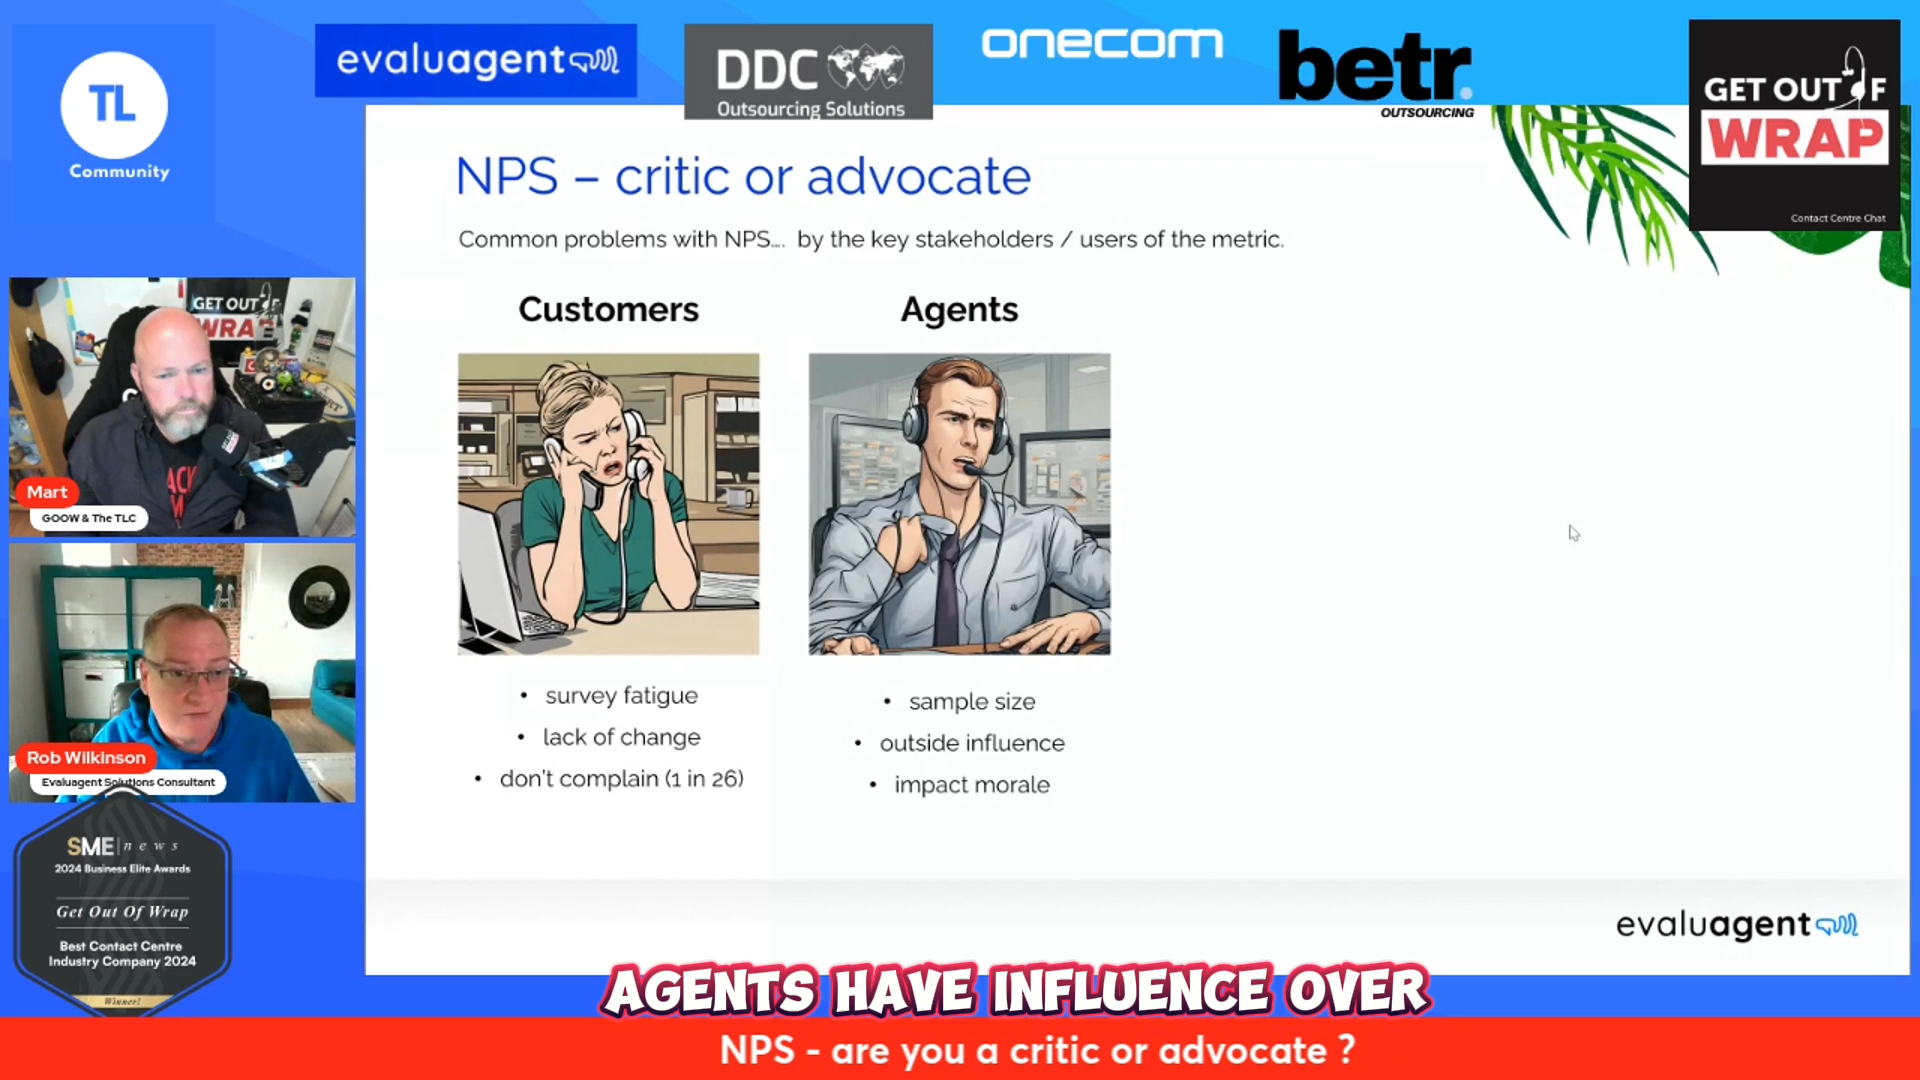 TL
Community
evaluagent
DDC
Outsourcing Solutions
onecom
betr.
OUTSOURCING
GET OUT OF
WRAP
Contact Centre Chat
NPS – critic or advocate
Common problems with NPS.... by the key stakeholders / users of the metric.
Customers
Agents
• survey fatigue
• lack of change
• don't complain (1 in 26)
• sample size
• outside influence
• impact morale
GET OUT OF
WRAP
Mart
GOOW & The TLC
Rob Wilkinson
Evaluagent Solutions Consultant
SME news
2024 Business Elite Awards
Get Out Of Wrap
Best Contact Centre
Industry Company 2024
Winner!
evaluagent
AGENTS HAVE INFLUENCE OVER
NPS - are you a critic or advocate ?